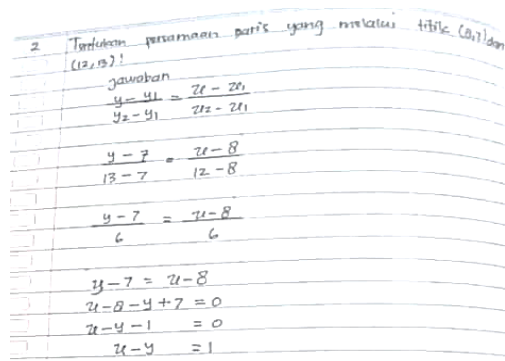 2 Tentukan persamaan garis yang melalui titik (8,7) dan
(12,13)!
Jawaban
y - y₁ / y₂ - y₁ = x - x₁ / x₂ - x₁
y - 7 / 13 - 7 = x - 8 / 12 - 8
y - 7 / 6 = x - 8 / 6
y - 7 = x - 8
x - 8 - y + 7 = 0
x - y - 1 = 0
x - y = 1